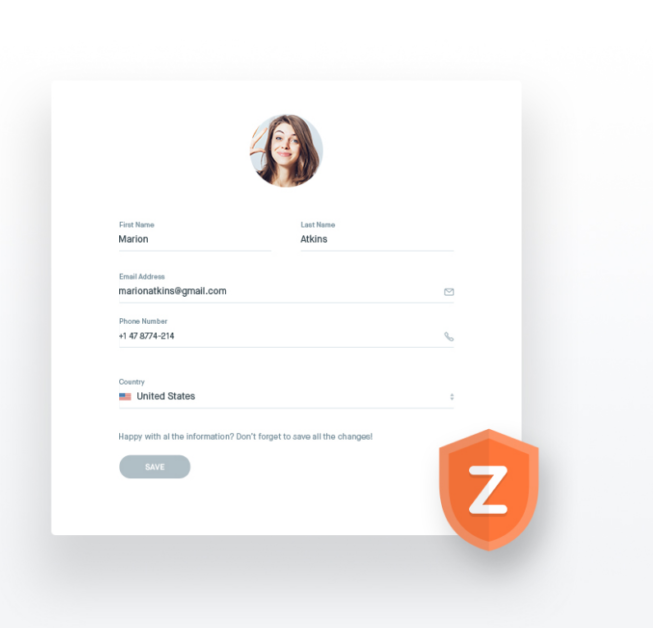 First Name
Last Name
Marion
Atkins
Email Address
marionatkins@gmail.com
Phone Number
+1 47 8774-214
Country
United States
Happy with al the information? Don't forget to save all the changes!
SAVE
Z